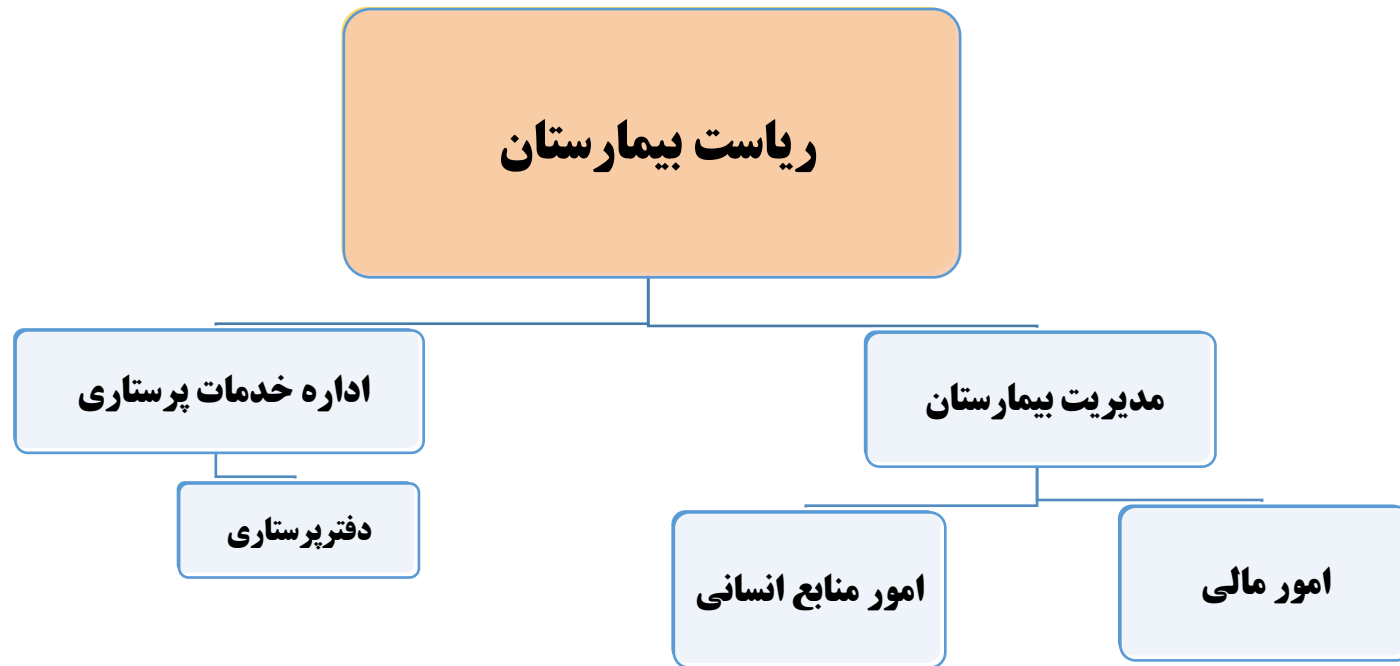 ریاست بیمارستان
مدیریت بیمارستان
اداره خدمات پرستاری
امور مالی
امور منابع انسانی
دفترپرستاری